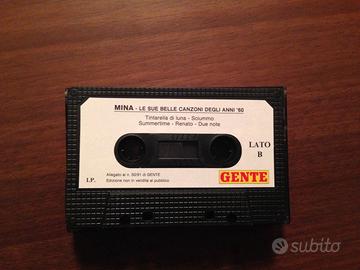 MINA - LE SUE BELLE CANZONI DEGLI ANNI '60
Tintarella di luna - Sciummo
Summertime - Renato - Due note
LATO
B
Allegato al n. 50/91 di GENTE
Edizione non in vendita al pubblico
I.P.
GENTE
subito